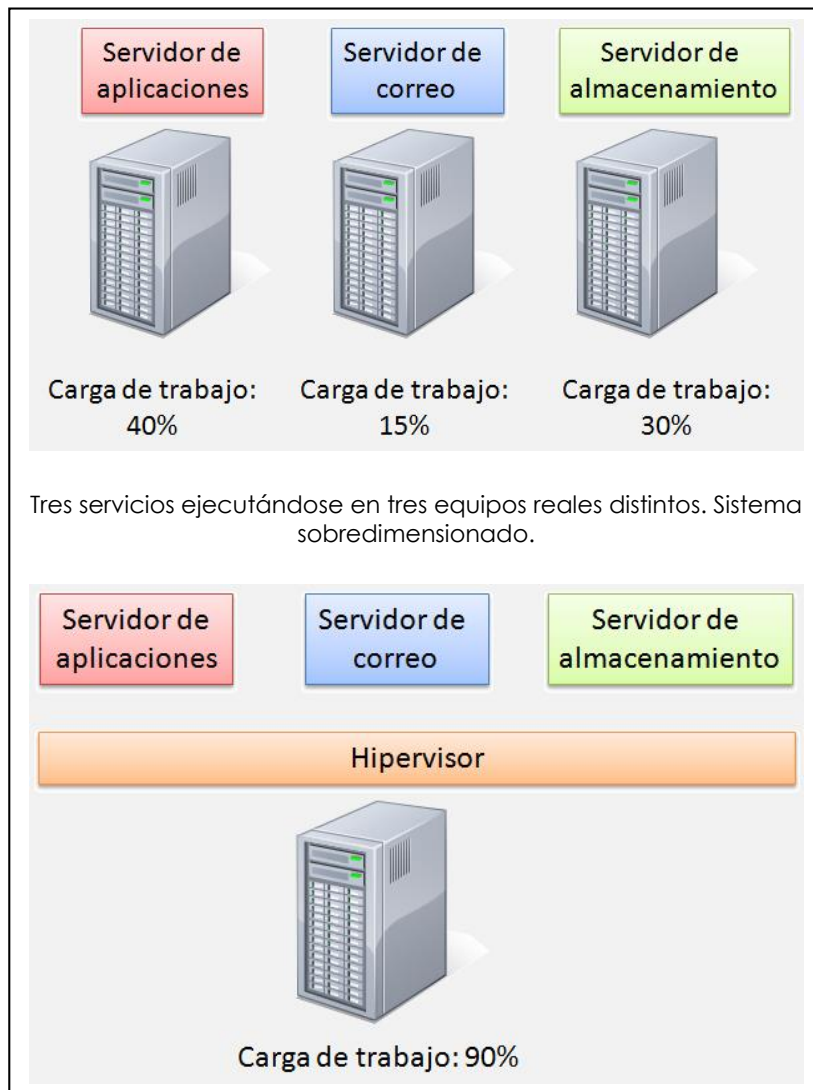 Servidor de
aplicaciones
Servidor de
correo
Servidor de
almacenamiento
Carga de trabajo:
40%
Carga de trabajo:
15%
Carga de trabajo:
30%
Tres servicios ejecutándose en tres equipos reales distintos. Sistema
sobredimensionado.
Servidor de
aplicaciones
Servidor de
correo
Servidor de
almacenamiento
Hipervisor
Carga de trabajo: 90%